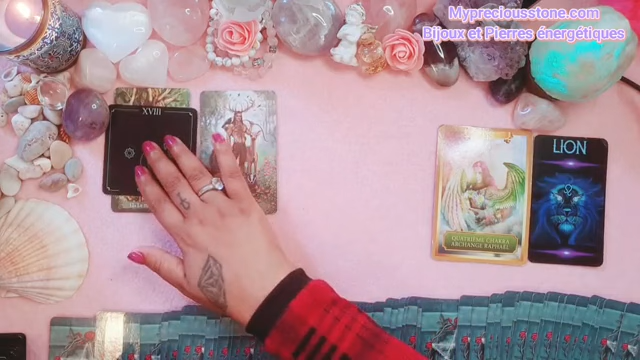 Mypreciousstone.com
Bijoux et Pierres énergétiques
XVIII
LION
QUATRIÈME CHAKRA
ARCHANGE RAPHAËL